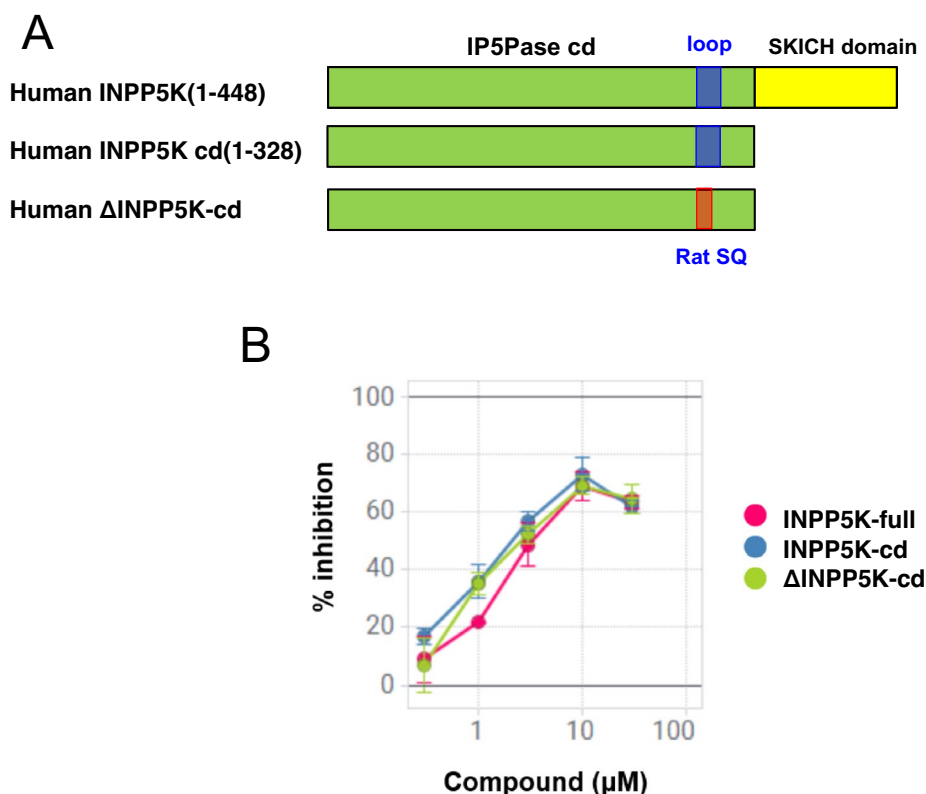 A
IP5Pase cd
loop
SKICH domain
Human INPP5K(1-448)
Human INPP5K cd(1-328)
Human ΔINPP5K-cd
Rat SQ
B
100
80
60
40
20
0
% inhibition
1
10
100
Compound (µM)
INPP5K-full
INPP5K-cd
ΔINPP5K-cd